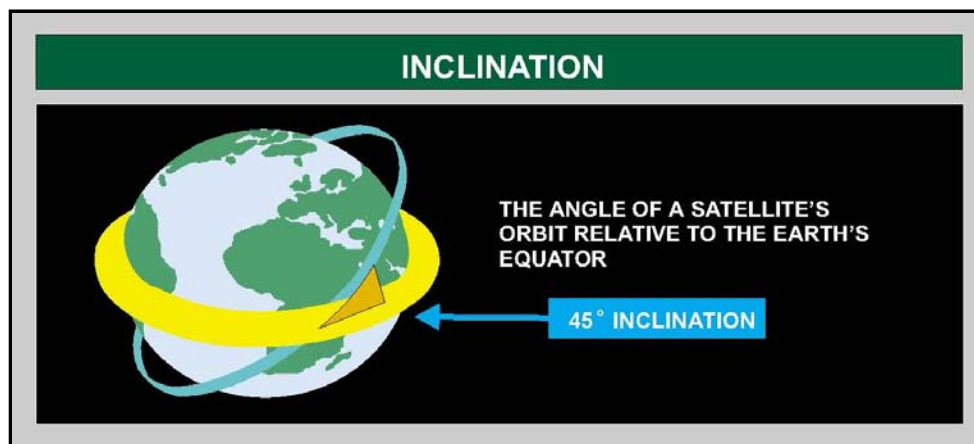 INCLINATION
THE ANGLE OF A SATELLITE'S
ORBIT RELATIVE TO THE EARTH'S
EQUATOR
45° INCLINATION